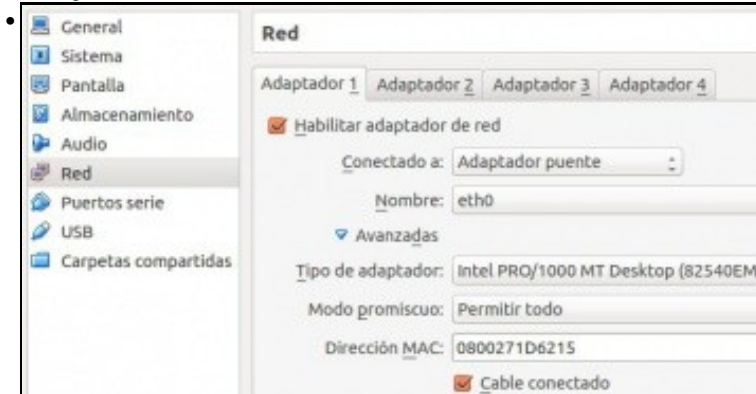 General
Sistema
Pantalla
Almacenamiento
Audio
Red
Puertos serie
USB
Carpetas compartidas
Red
Adaptador 1 Adaptador 2 Adaptador 3 Adaptador 4
Habilitar adaptador de red
Conectado a: Adaptador puente
Nombre: eth0
Avanzadas
Tipo de adaptador: Intel PRO/1000 MT Desktop (82540EM
Modo promiscuo: Permitir todo
Dirección MAC: 0800271D6215
Cable conectado